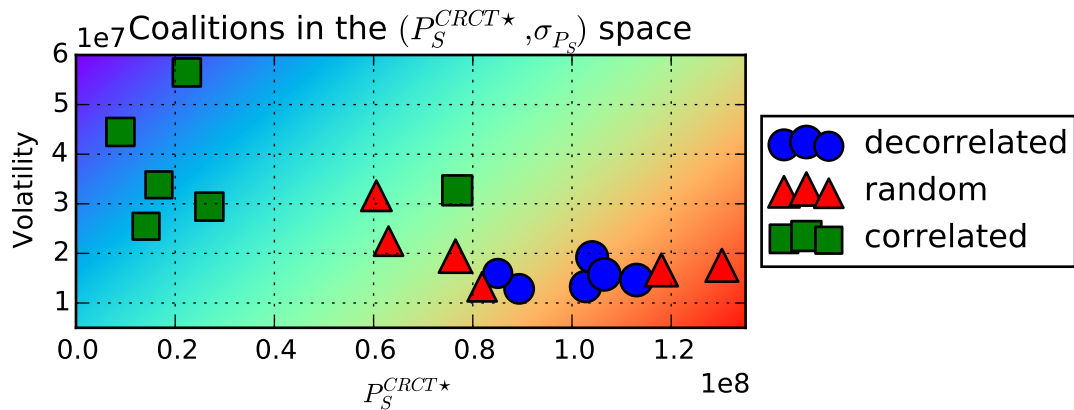 Coalitions in the (P_S^{CRCT⋆},σ_{P_S}) space
1e7
6
5
4
3
2
1
Volatility
0.0 0.2 0.4 0.6 0.8 1.0 1.2
1e8
P_S^{CRCT⋆}
decorrelated
random
correlated